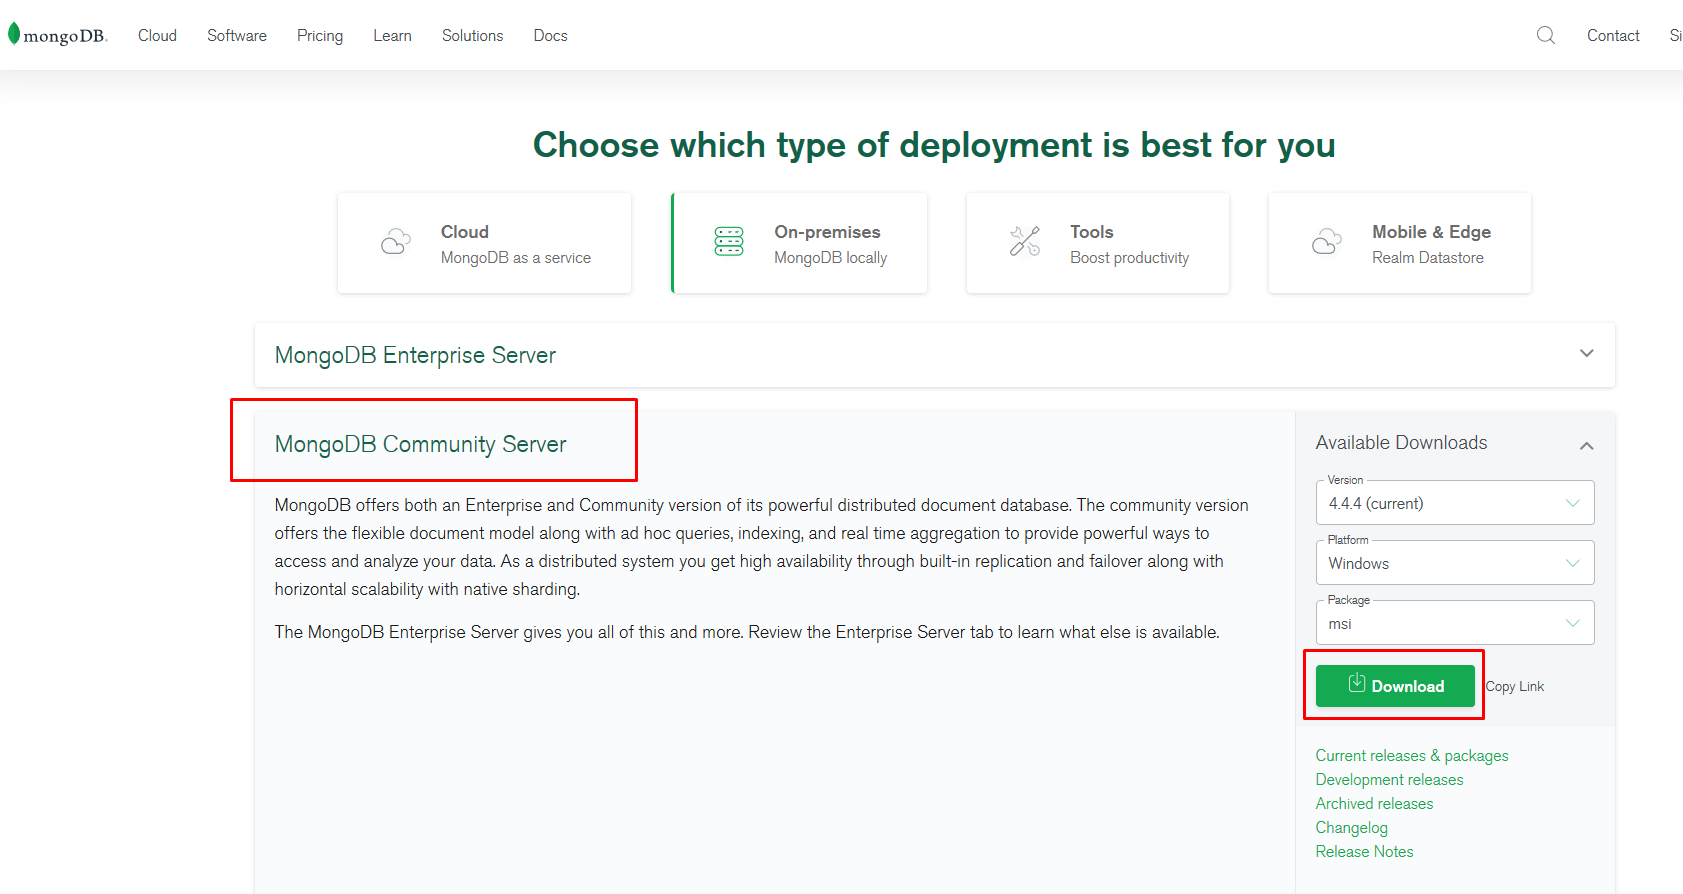 mongoDB.
Cloud
Software
Pricing
Learn
Solutions
Docs
Contact
Si
Choose which type of deployment is best for you
Cloud
MongoDB as a service
On-premises
MongoDB locally
Tools
Boost productivity
Mobile & Edge
Realm Datastore
MongoDB Enterprise Server
MongoDB Community Server
MongoDB offers both an Enterprise and Community version of its powerful distributed document database. The community version
offers the flexible document model along with ad hoc queries, indexing, and real time aggregation to provide powerful ways to
access and analyze your data. As a distributed system you get high availability through built-in replication and failover along with
horizontal scalability with native sharding.
The MongoDB Enterprise Server gives you all of this and more. Review the Enterprise Server tab to learn what else is available.
Available Downloads
Version
4.4.4 (current)
Platform
Windows
Package
msi
Download
Copy Link
Current releases & packages
Development releases
Archived releases
Changelog
Release Notes